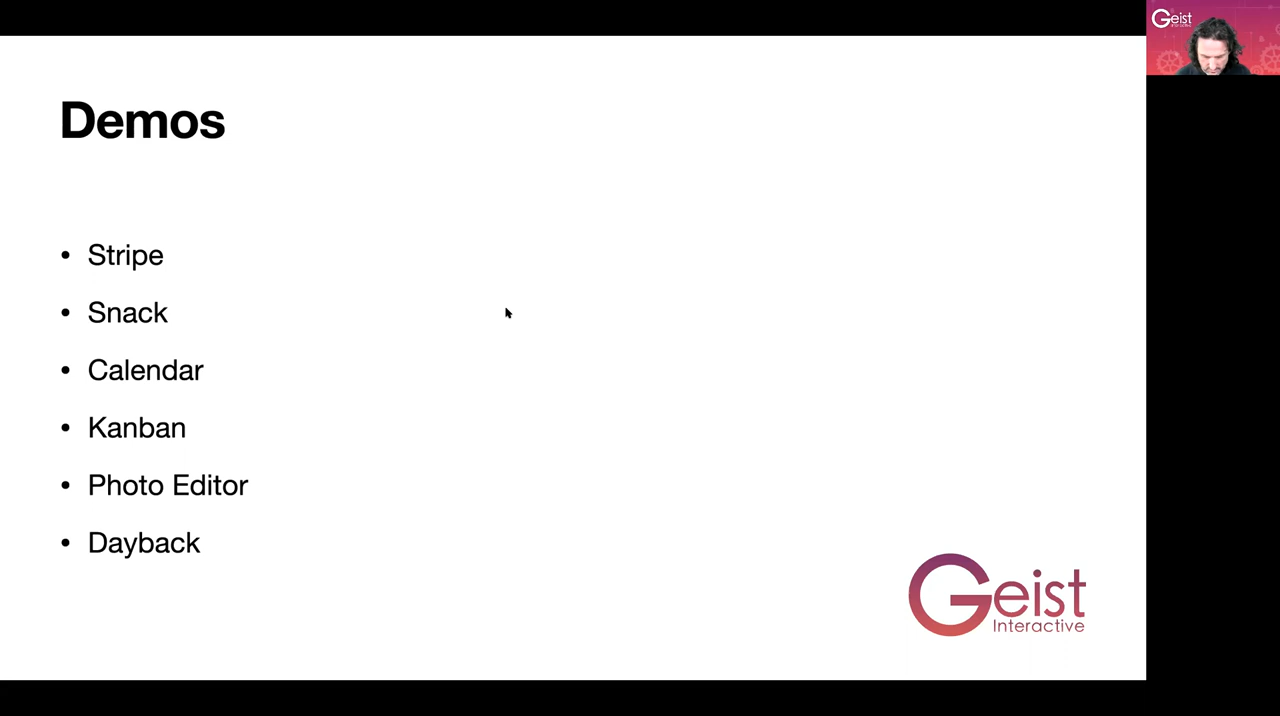 Demos
• Stripe
• Snack
• Calendar
• Kanban
• Photo Editor
• Dayback
Geist
Interactive
Geist